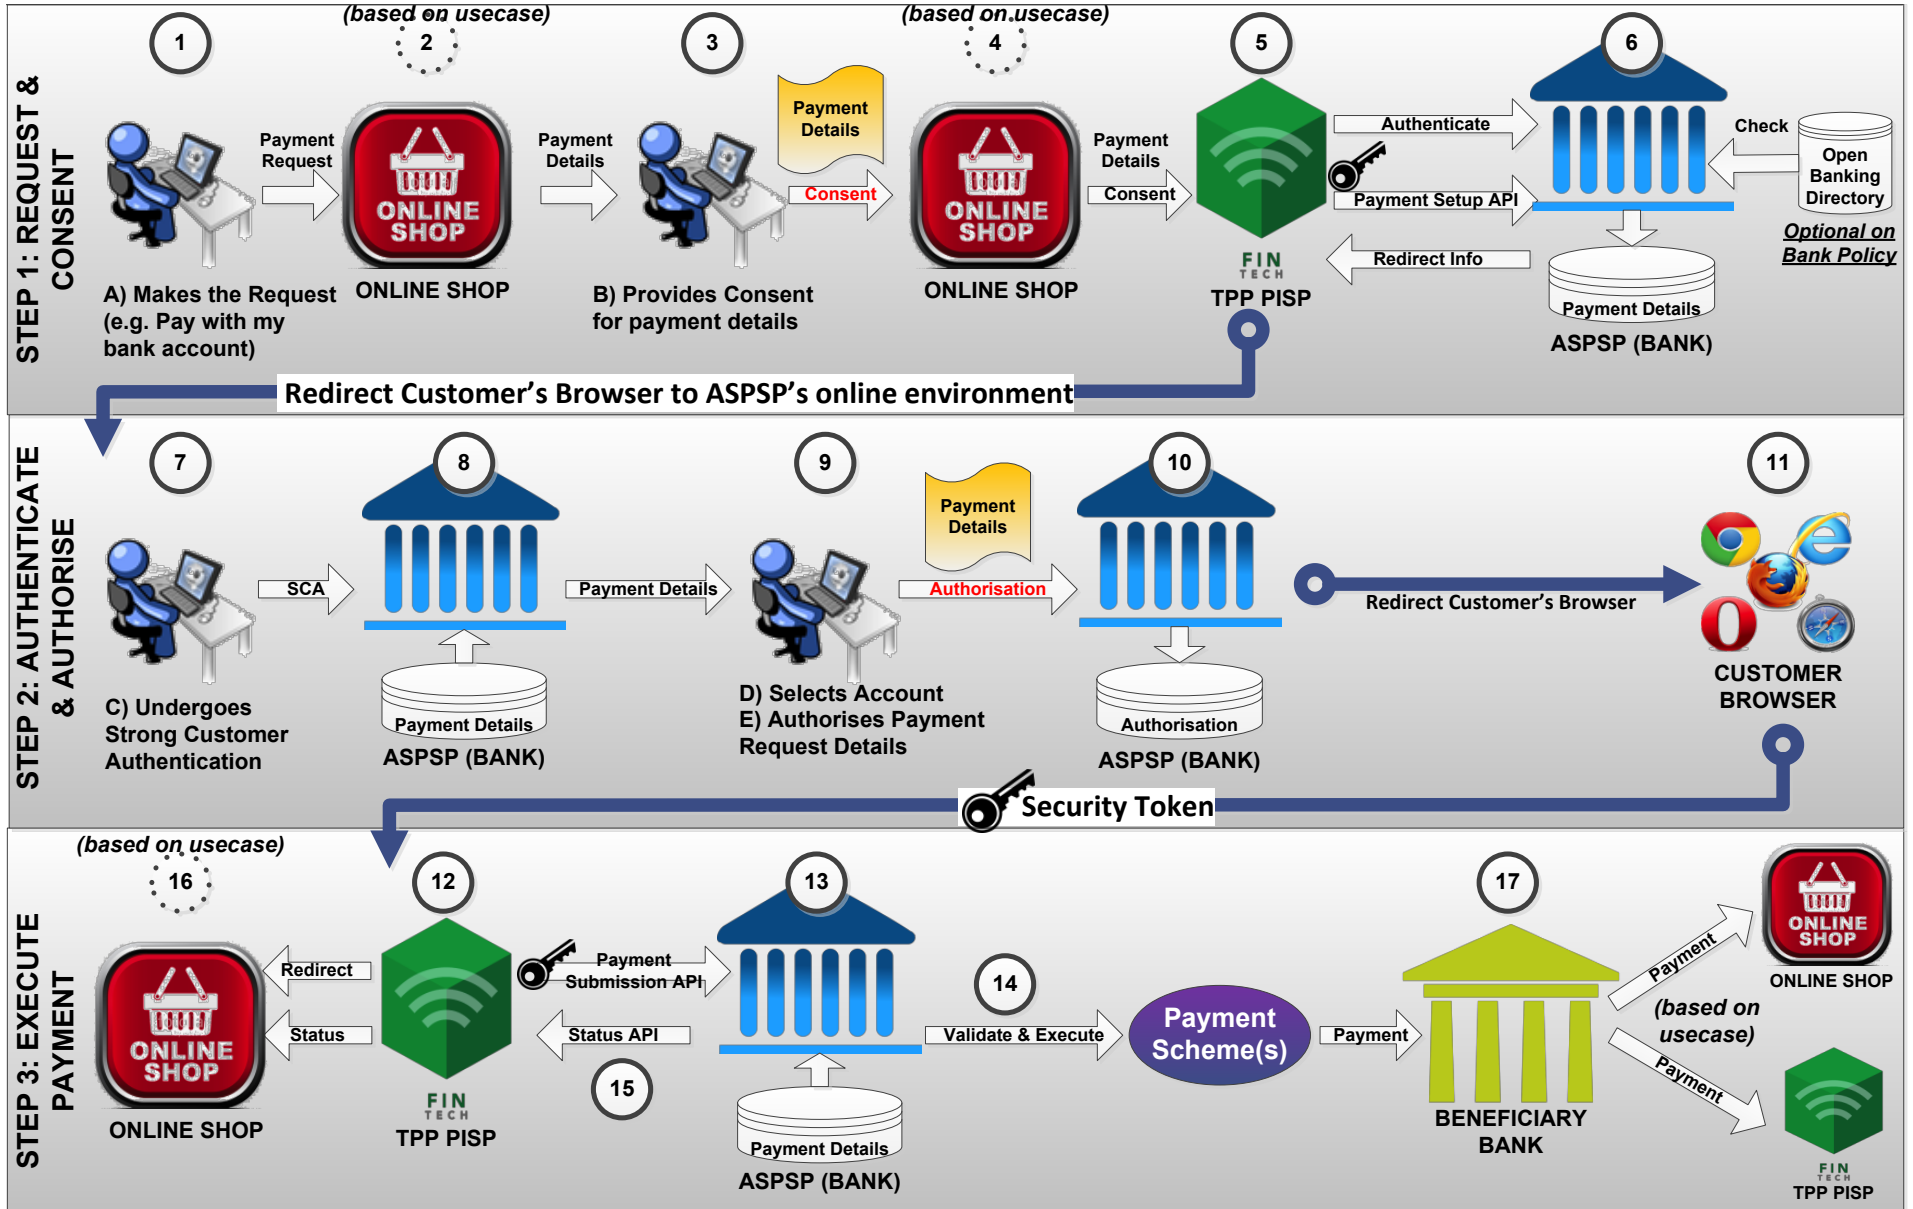 STEP 1: REQUEST &
CONSENT
(based on usecase)
(based on usecase)
1
2
3
4
5
6
Payment
Request
Payment
Details
Payment
Details
Consent
Payment
Details
Consent
Authenticate
Payment Setup API
Redirect Info
Check
Open
Banking
Directory
Optional on
Bank Policy
ONLINE
SHOP
ONLINE
SHOP
FIN
TECH
Payment Details
A) Makes the Request
(e.g. Pay with my
bank account)
ONLINE SHOP
B) Provides Consent
for payment details
ONLINE SHOP
TPP PISP
ASPSP (BANK)
Redirect Customer's Browser to ASPSP's online environment
STEP 2: AUTHENTICATE
& AUTHORISE
7
8
9
10
11
SCA
Payment Details
Payment
Details
Authorisation
Redirect Customer's Browser
Payment Details
Authorisation
C) Undergoes
Strong Customer
Authentication
ASPSP (BANK)
D) Selects Account
E) Authorises Payment
Request Details
ASPSP (BANK)
CUSTOMER
BROWSER
Security Token
STEP 3: EXECUTE
PAYMENT
(based on usecase)
16
12
13
14
15
17
Redirect
Status
ONLINE
SHOP
ONLINE SHOP
FIN
TECH
TPP PISP
Payment
Submission API
Status API
Payment Details
ASPSP (BANK)
Validate & Execute
Payment
Scheme(s)
Payment
BENEFICIARY
BANK
Payment
(based on
usecase)
Payment
ONLINE
SHOP
ONLINE SHOP
FIN
TECH
TPP PISP